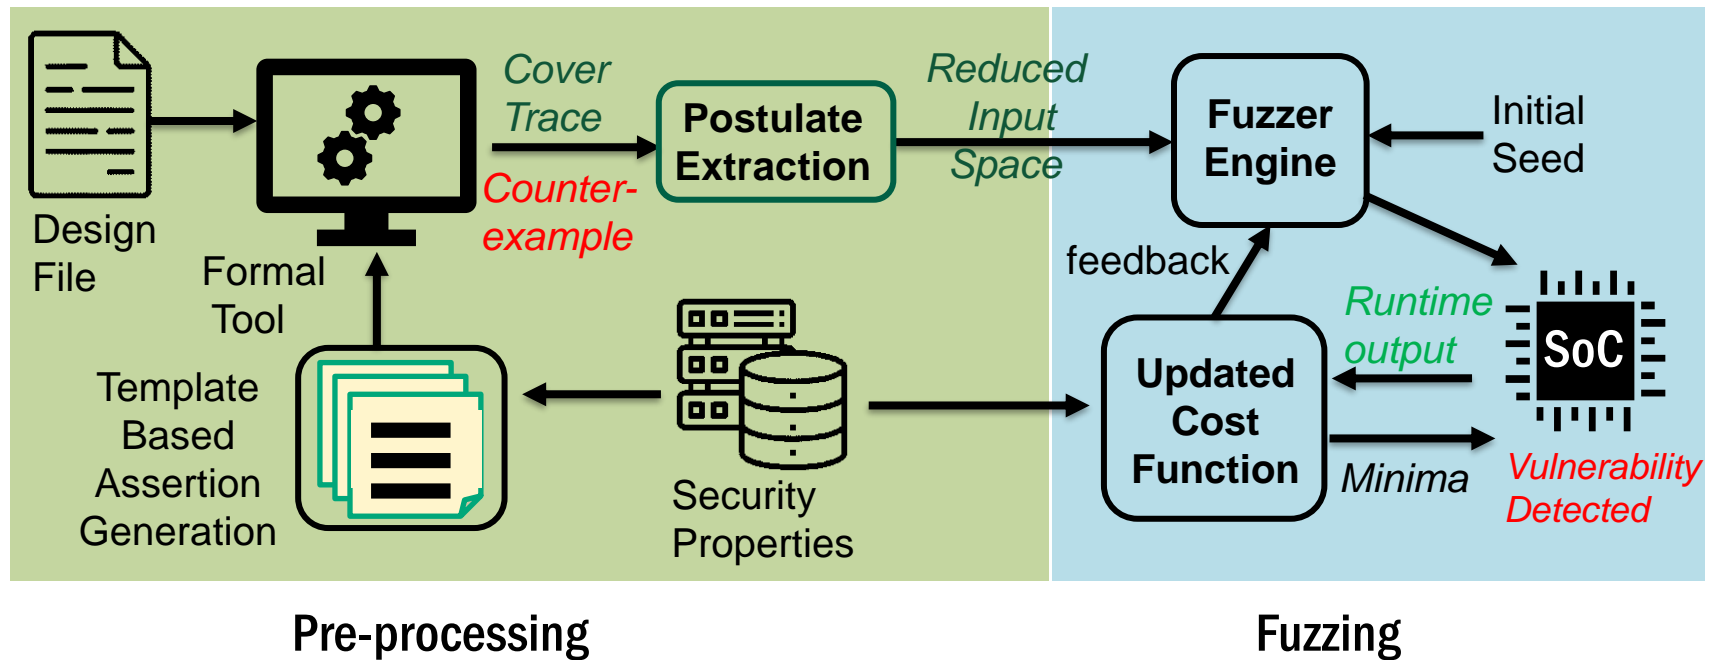 Design
File
Formal
Tool
Cover
Trace
Counter-
example
Postulate
Extraction
Reduced
Input
Space
Fuzzer
Engine
Initial
Seed
feedback
Runtime
output
SoC
Template
Based
Assertion
Generation
Security
Properties
Updated
Cost
Function
Minima
Vulnerability
Detected
Pre-processing
Fuzzing